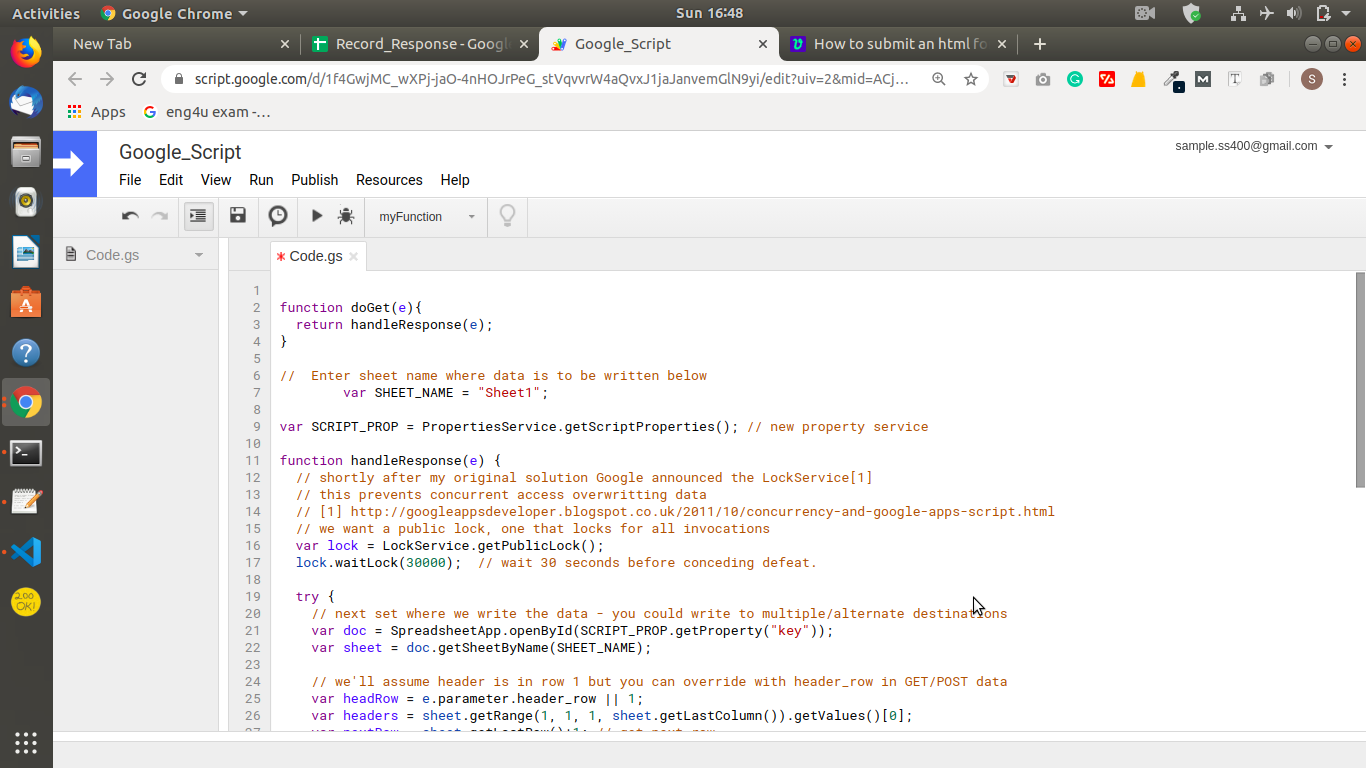 Activities Google Chrome Sun 16:48
New Tab Record_Response - Googl Google_Script How to submit an html fo
script.google.com/d/1f4GwjMC_wXPj-jaO-4nHOJrPeG_stVqvvrW4aQvxJ1jaJanvemGlN9yi/edit?uiv=2&mid=ACj… S
Apps eng4u exam -…
Google_Script sample.ss400@gmail.com
File Edit View Run Publish Resources Help
myFunction
Code.gs * Code.gs
1
2 function doGet(e){
3 return handleResponse(e);
4 }
5
6 // Enter sheet name where data is to be written below
7 var SHEET_NAME = "Sheet1";
8
9 var SCRIPT_PROP = PropertiesService.getScriptProperties(); // new property service
10
11 function handleResponse(e) {
12 // shortly after my original solution Google announced the LockService[1]
13 // this prevents concurrent access overwritting data
14 // [1] http://googleappsdeveloper.blogspot.co.uk/2011/10/concurrency-and-google-apps-script.html
15 // we want a public lock, one that locks for all invocations
16 var lock = LockService.getPublicLock();
17 lock.waitLock(30000); // wait 30 seconds before conceding defeat.
18
19 try {
20 // next set where we write the data - you could write to multiple/alternate destinations
21 var doc = SpreadsheetApp.openById(SCRIPT_PROP.getProperty("key"));
22 var sheet = doc.getSheetByName(SHEET_NAME);
23
24 // we'll assume header is in row 1 but you can override with header_row in GET/POST data
25 var headRow = e.parameter.header_row || 1;
26 var headers = sheet.getRange(1, 1, 1, sheet.getLastColumn()).getValues()[0];
27 var nextRow = sheet.getLastRow()+1; // get next row